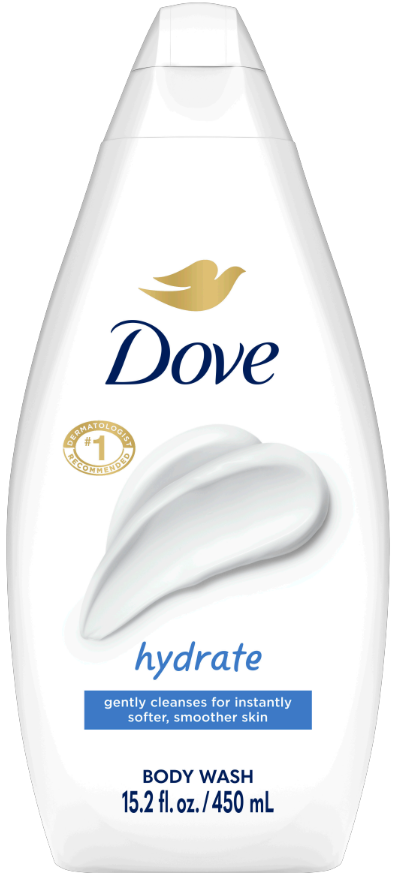 Dove
DERMATOLOGIST
#1
RECOMMENDED
hydrate
gently cleanses for instantly
softer, smoother skin
BODY WASH
15.2 fl. oz. / 450 mL